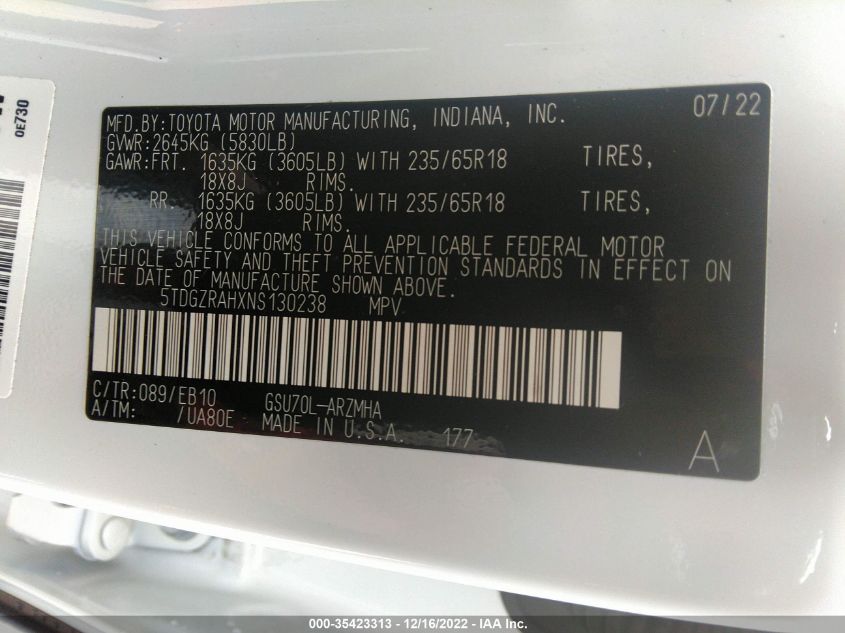 MFD.BY:TOYOTA MOTOR MANUFACTURING, INDIANA, INC. 07/22
GVWR:2645KG (5830LB)
GAWR:FRT. 1635KG (3605LB) WITH 235/65R18 TIRES,
18X8J RIMS.
RR. 1635KG (3605LB) WITH 235/65R18 TIRES,
18X8J RIMS.
THIS VEHICLE CONFORMS TO ALL APPLICABLE FEDERAL MOTOR
VEHICLE SAFETY AND THEFT PREVENTION STANDARDS IN EFFECT ON
THE DATE OF MANUFACTURE SHOWN ABOVE.
5TDGZRAHXNS130238 MPV
C/TR:089/EB10 GSU70L-ARZMHA
A/TM: /UA80E MADE IN U.S.A. 177
A
0E730
000-35423313 - 12/16/2022 - IAA Inc.